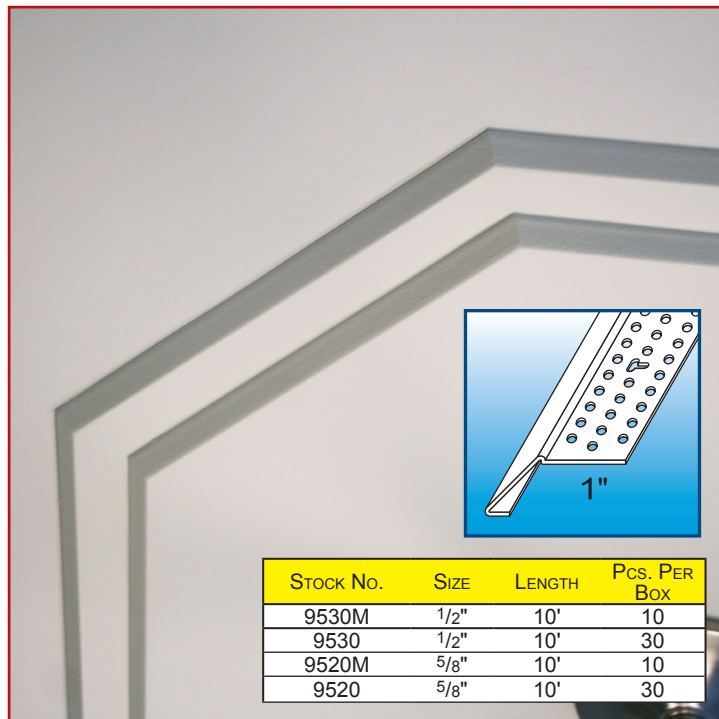 1"
STOCK NO. SIZE LENGTH PCS. PER BOX
9530M 1/2" 10' 10
9530 1/2" 10' 30
9520M 5/8" 10' 10
9520 5/8" 10' 30